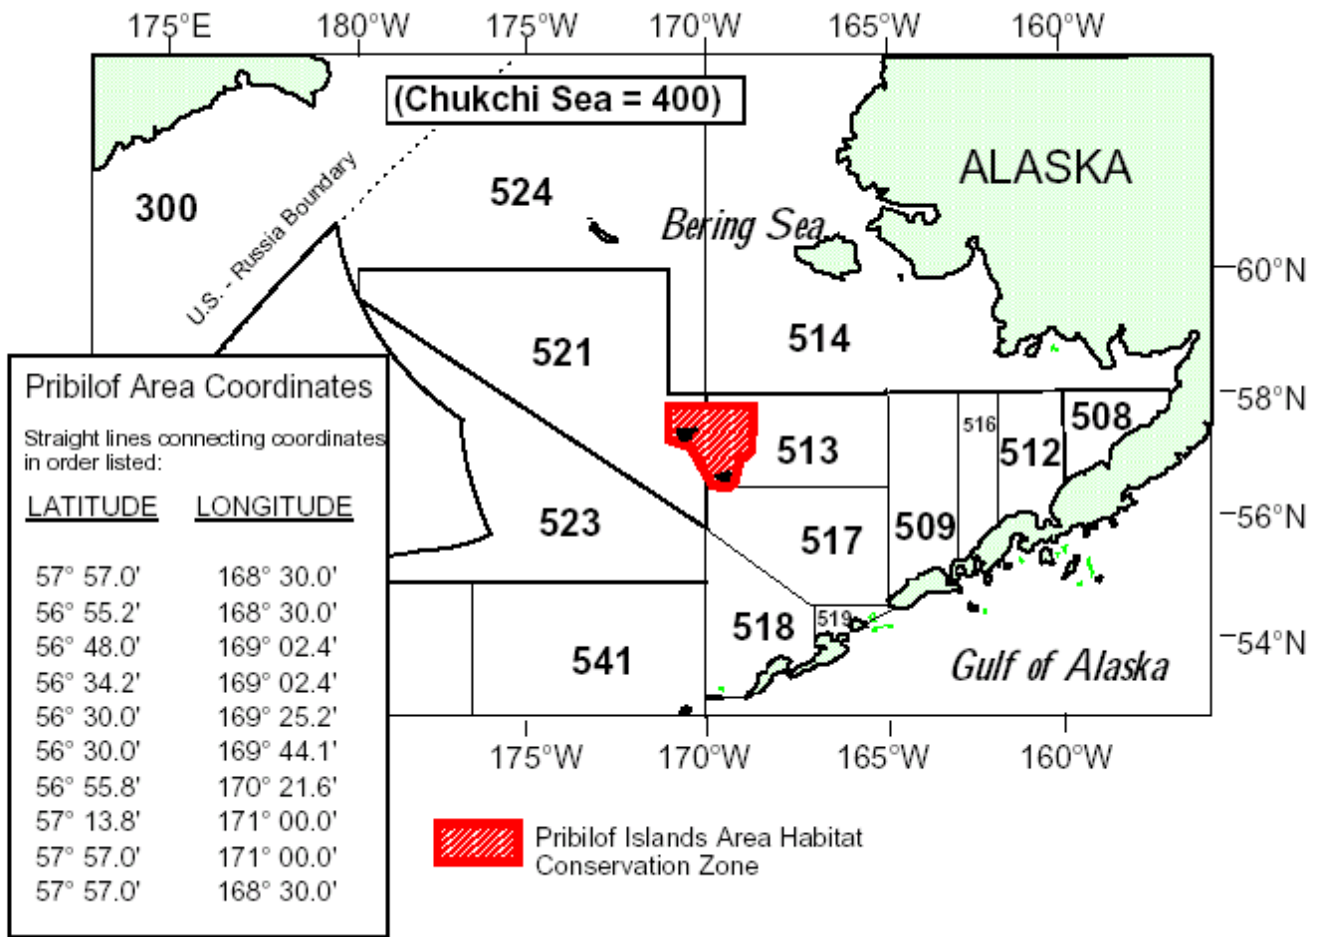 175°E 180°W 175°W 170°W 165°W 160°W
(Chukchi Sea = 400)
ALASKA
300
524
Bering Sea
U.S. - Russia Boundary
60°N
521
514
58°N
508
516
513
512
56°N
523
509
517
519
518
54°N
541
Gulf of Alaska
175°W 170°W 165°W 160°W
Pribilof Area Coordinates
Straight lines connecting coordinates
in order listed:
LATITUDE LONGITUDE
57° 57.0' 168° 30.0'
56° 55.2' 168° 30.0'
56° 48.0' 169° 02.4'
56° 34.2' 169° 02.4'
56° 30.0' 169° 25.2'
56° 30.0' 169° 44.1'
56° 55.8' 170° 21.6'
57° 13.8' 171° 00.0'
57° 57.0' 171° 00.0'
57° 57.0' 168° 30.0'
Pribilof Islands Area Habitat
Conservation Zone